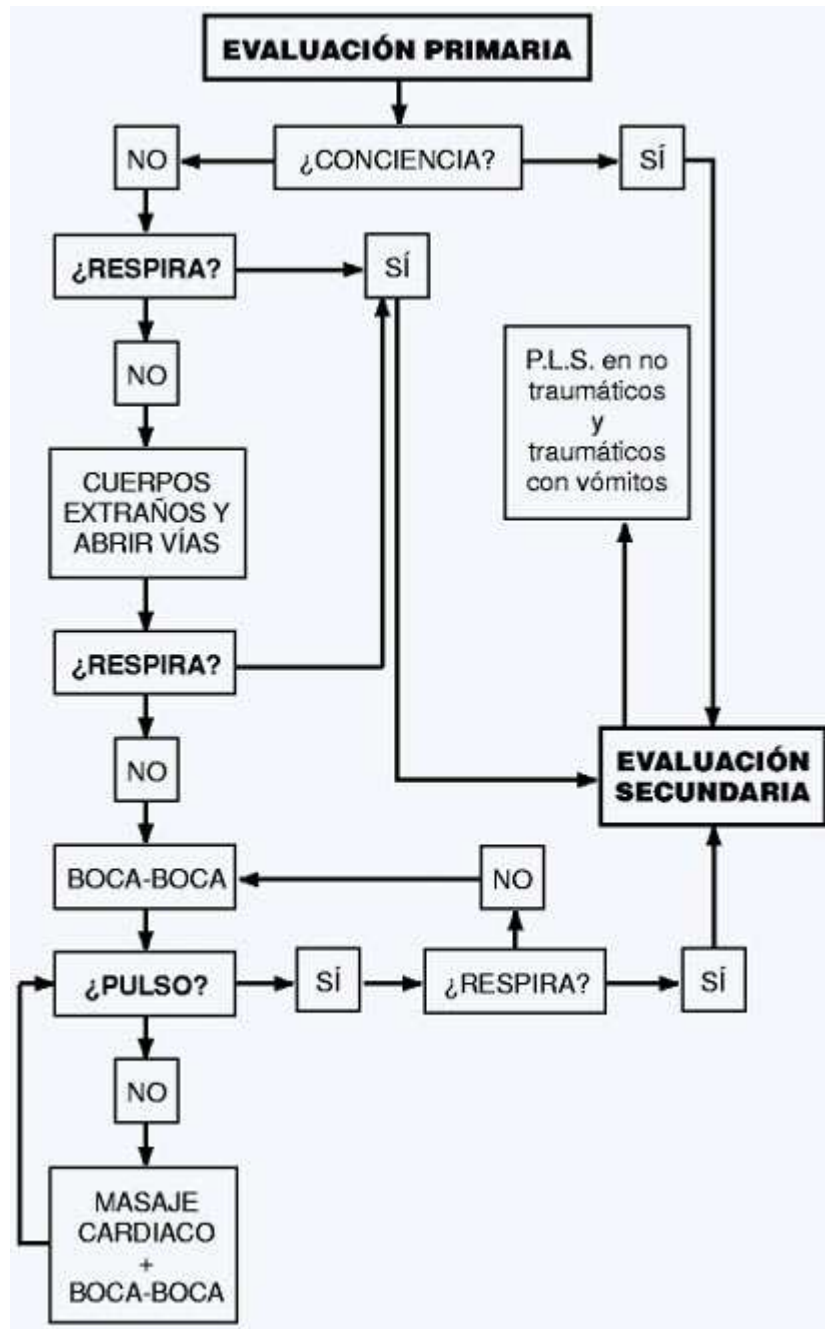 EVALUACIÓN PRIMARIA
NO
¿CONCIENCIA?
SÍ
¿RESPIRA?
SÍ
NO
P.L.S. en no
traumáticos
y
traumáticos
con vómitos
CUERPOS
EXTRAÑOS Y
ABRIR VÍAS
¿RESPIRA?
NO
EVALUACIÓN
SECUNDARIA
BOCA-BOCA
NO
¿PULSO?
SÍ
¿RESPIRA?
SÍ
NO
MASAJE
CARDIACO
+
BOCA-BOCA